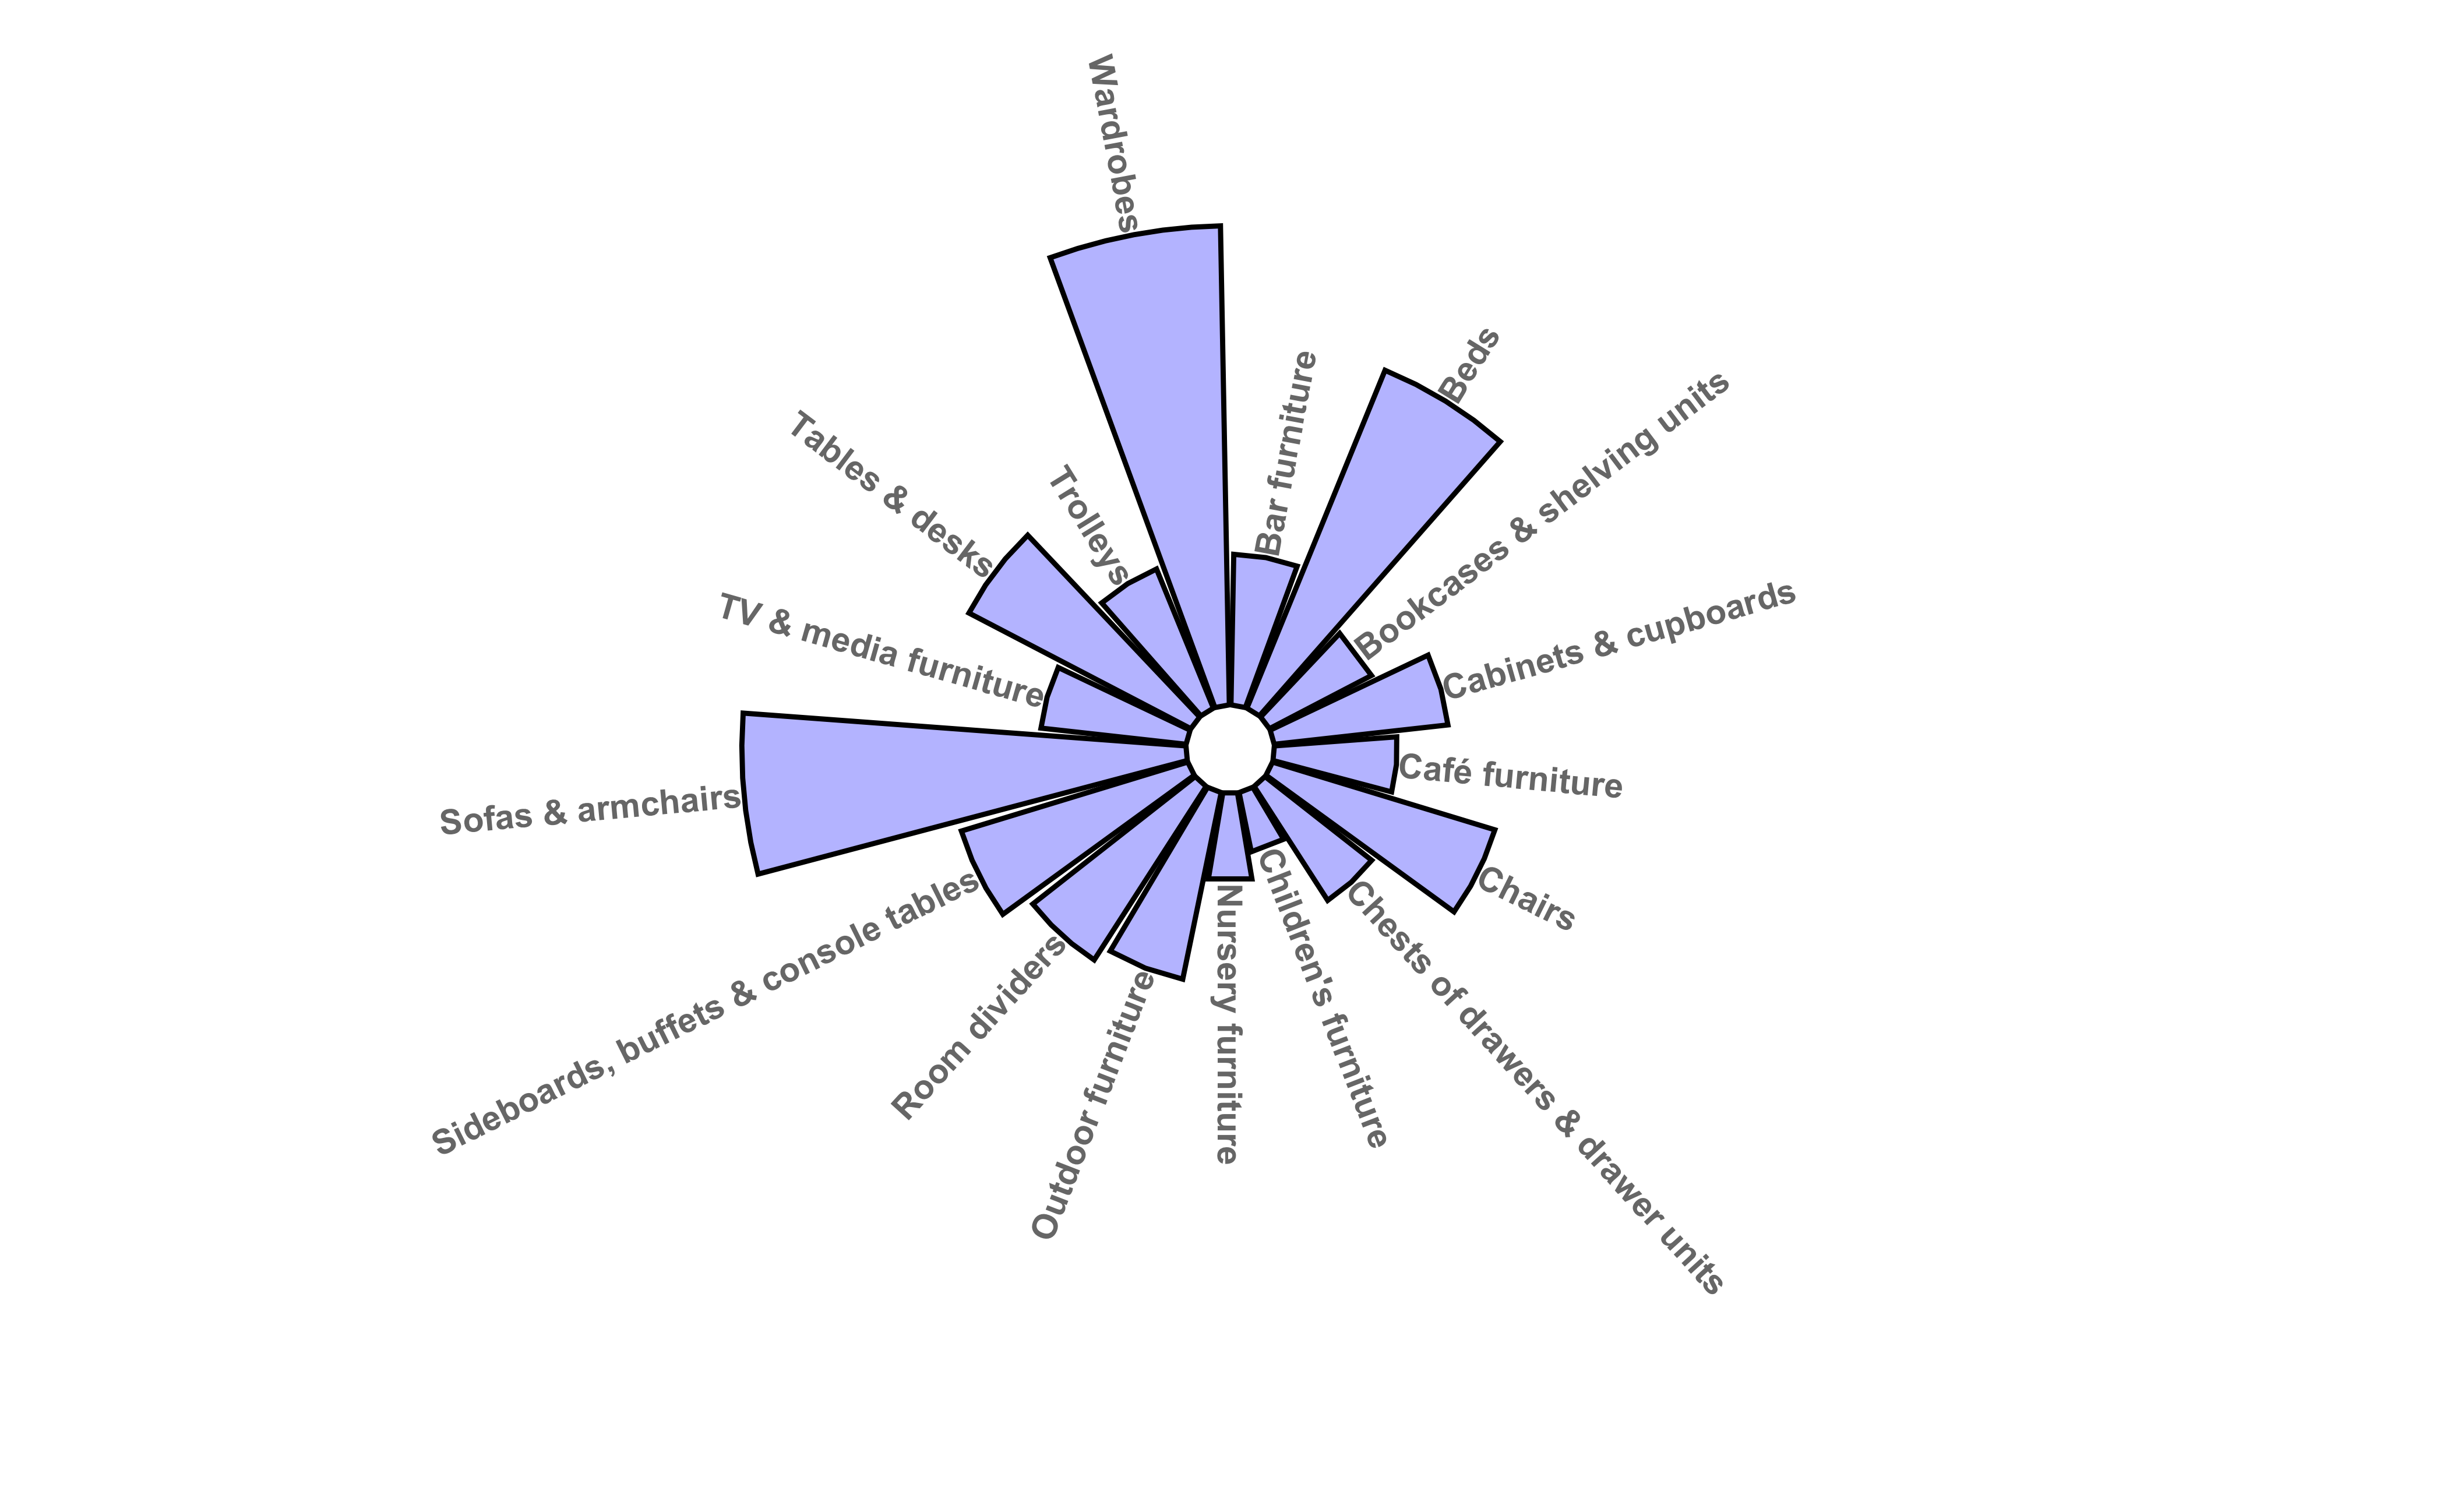 Wardrobes
Bar furniture
Beds
Bookcases & shelving units
Cabinets & cupboards
Café furniture
Chairs
Chests of drawers & drawer units
Children's furniture
Nursery furniture
Outdoor furniture
Room dividers
Sideboards, buffets & console tables
Sofas & armchairs
TV & media furniture
Tables & desks
Trolleys